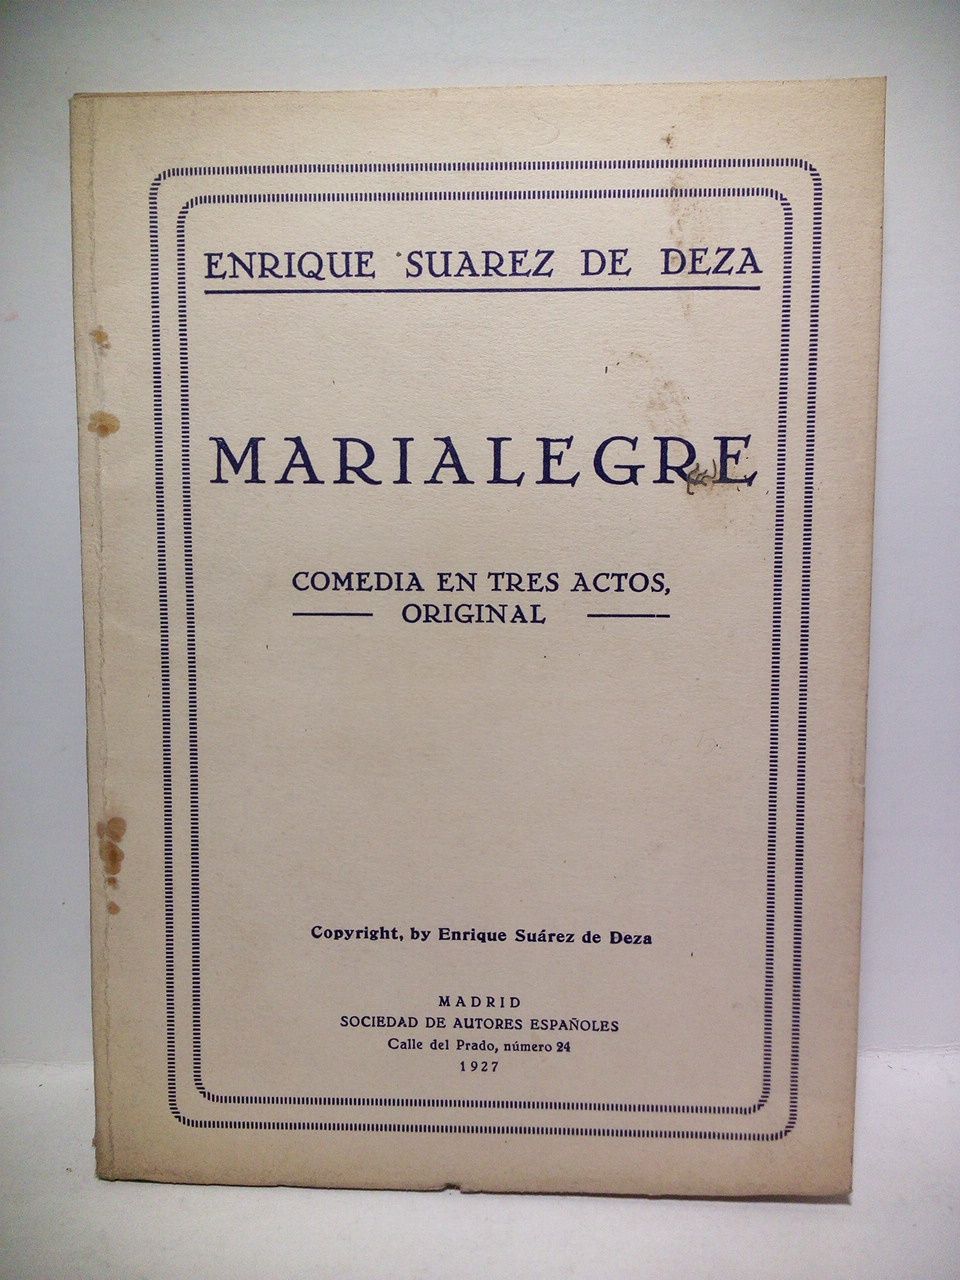 ENRIQUE SUAREZ DE DEZA
MARIALEGRE
COMEDIA EN TRES ACTOS,
ORIGINAL
Copyright, by Enrique Suárez de Deza
MADRID
SOCIEDAD DE AUTORES ESPAÑOLES
Calle del Prado, número 24
1927